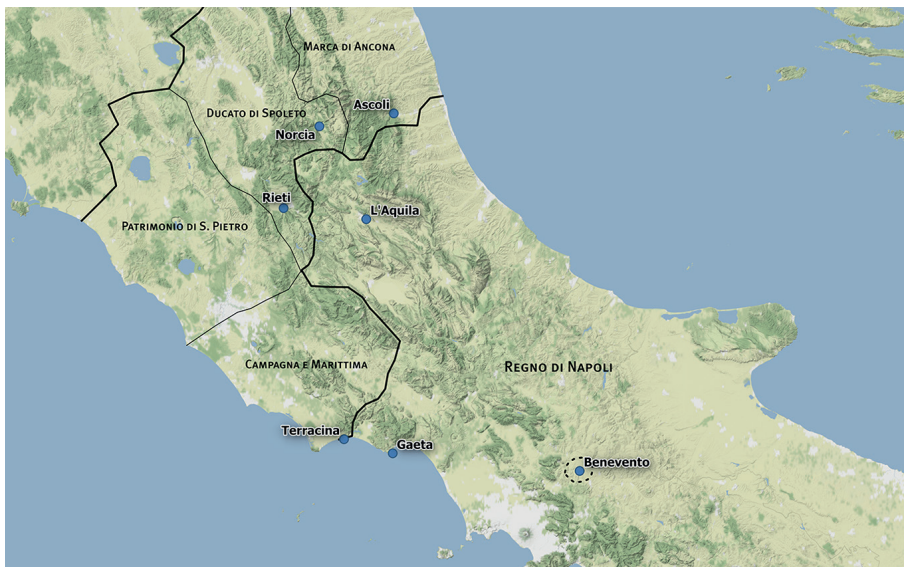 MARCA DI ANCONA
Ascoli
DUCATO DI SPOLETO
Norcia
Rieti
L'Aquila
PATRIMONIO DI S. PIETRO
CAMPAGNA E MARITTIMA
REGNO DI NAPOLI
Terracina
Gaeta
Benevento